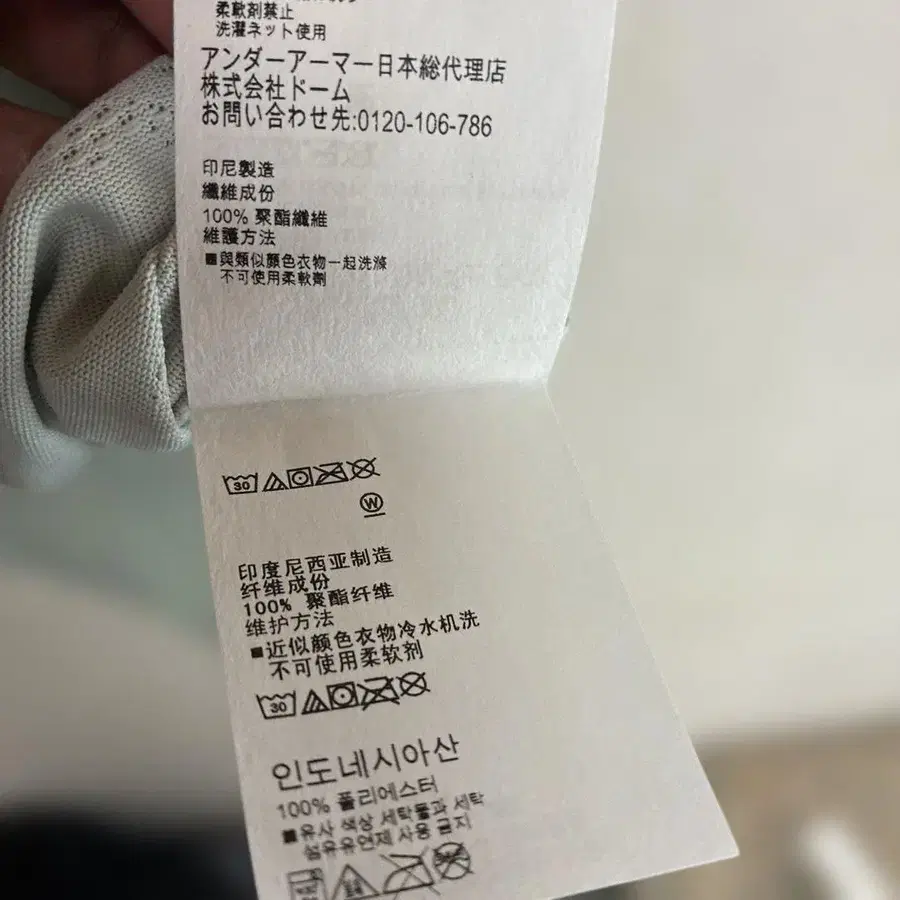 柔軟剤禁止
洗濯ネット使用
アンダーアーマー日本総代理店
株式会社ドーム
お問い合わせ先:0120-106-786
印尼製造
纖維成份
100% 聚酯纖維
維護方法
■與類似顏色衣物一起洗滌
不可使用柔軟劑
30
W
印度尼西亚制造
纤维成份
100% 聚酯纤维
维护方法
■近似颜色衣物冷水机洗
不可使用柔软剂
30
인도네시아산
100% 폴리에스터
■유사 색상 세탁물과 세탁
섬유유연제 사용 금지